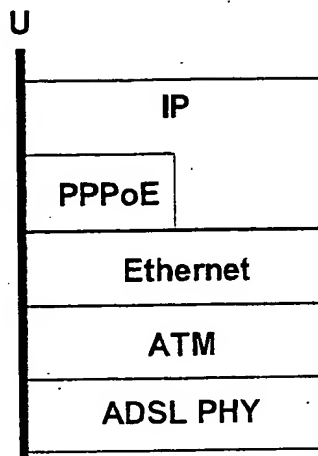 U
IP
PPPoE
Ethernet
ATM
ADSL PHY